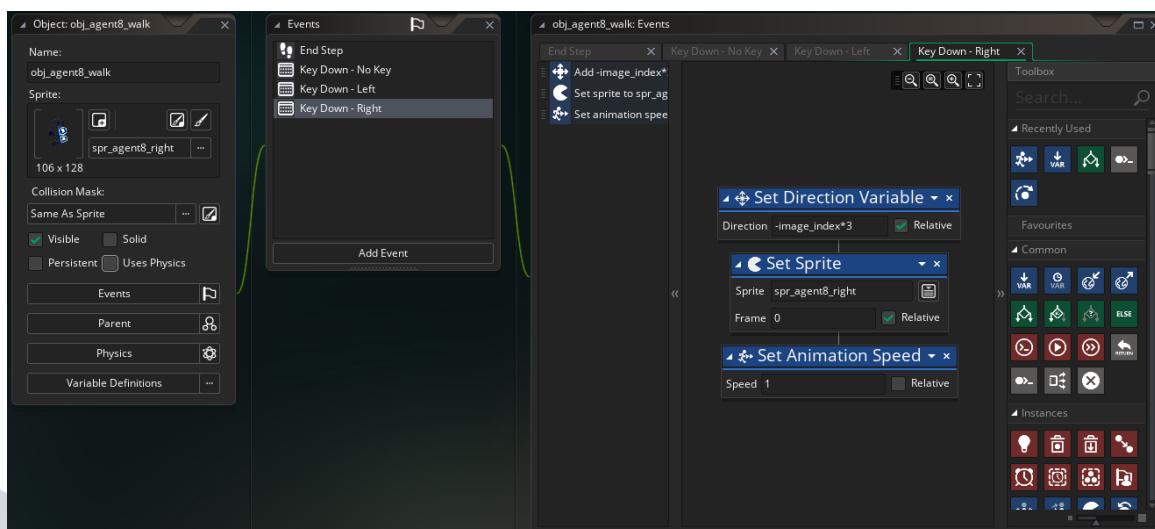 Object: obj_agent8_walk
Name:
obj_agent8_walk
Sprite:
spr_agent8_right
106 x 128
Collision Mask:
Same As Sprite
Visible
Solid
Persistent
Uses Physics
Events
Parent
Physics
Variable Definitions
Events
End Step
Key Down - No Key
Key Down - Left
Key Down - Right
Add Event
obj_agent8_walk: Events
End Step
Key Down - No Key
Key Down - Left
Key Down - Right
Add -image_index*
Set sprite to spr_ag
Set animation spee
Set Direction Variable
Direction -image_index*3 Relative
Set Sprite
Sprite spr_agent8_right
Frame 0 Relative
Set Animation Speed
Speed 1 Relative
Toolbox
Search...
Recently Used
VAR
Favourites
Common
VAR VAR
ELSE
RETURN
Instances